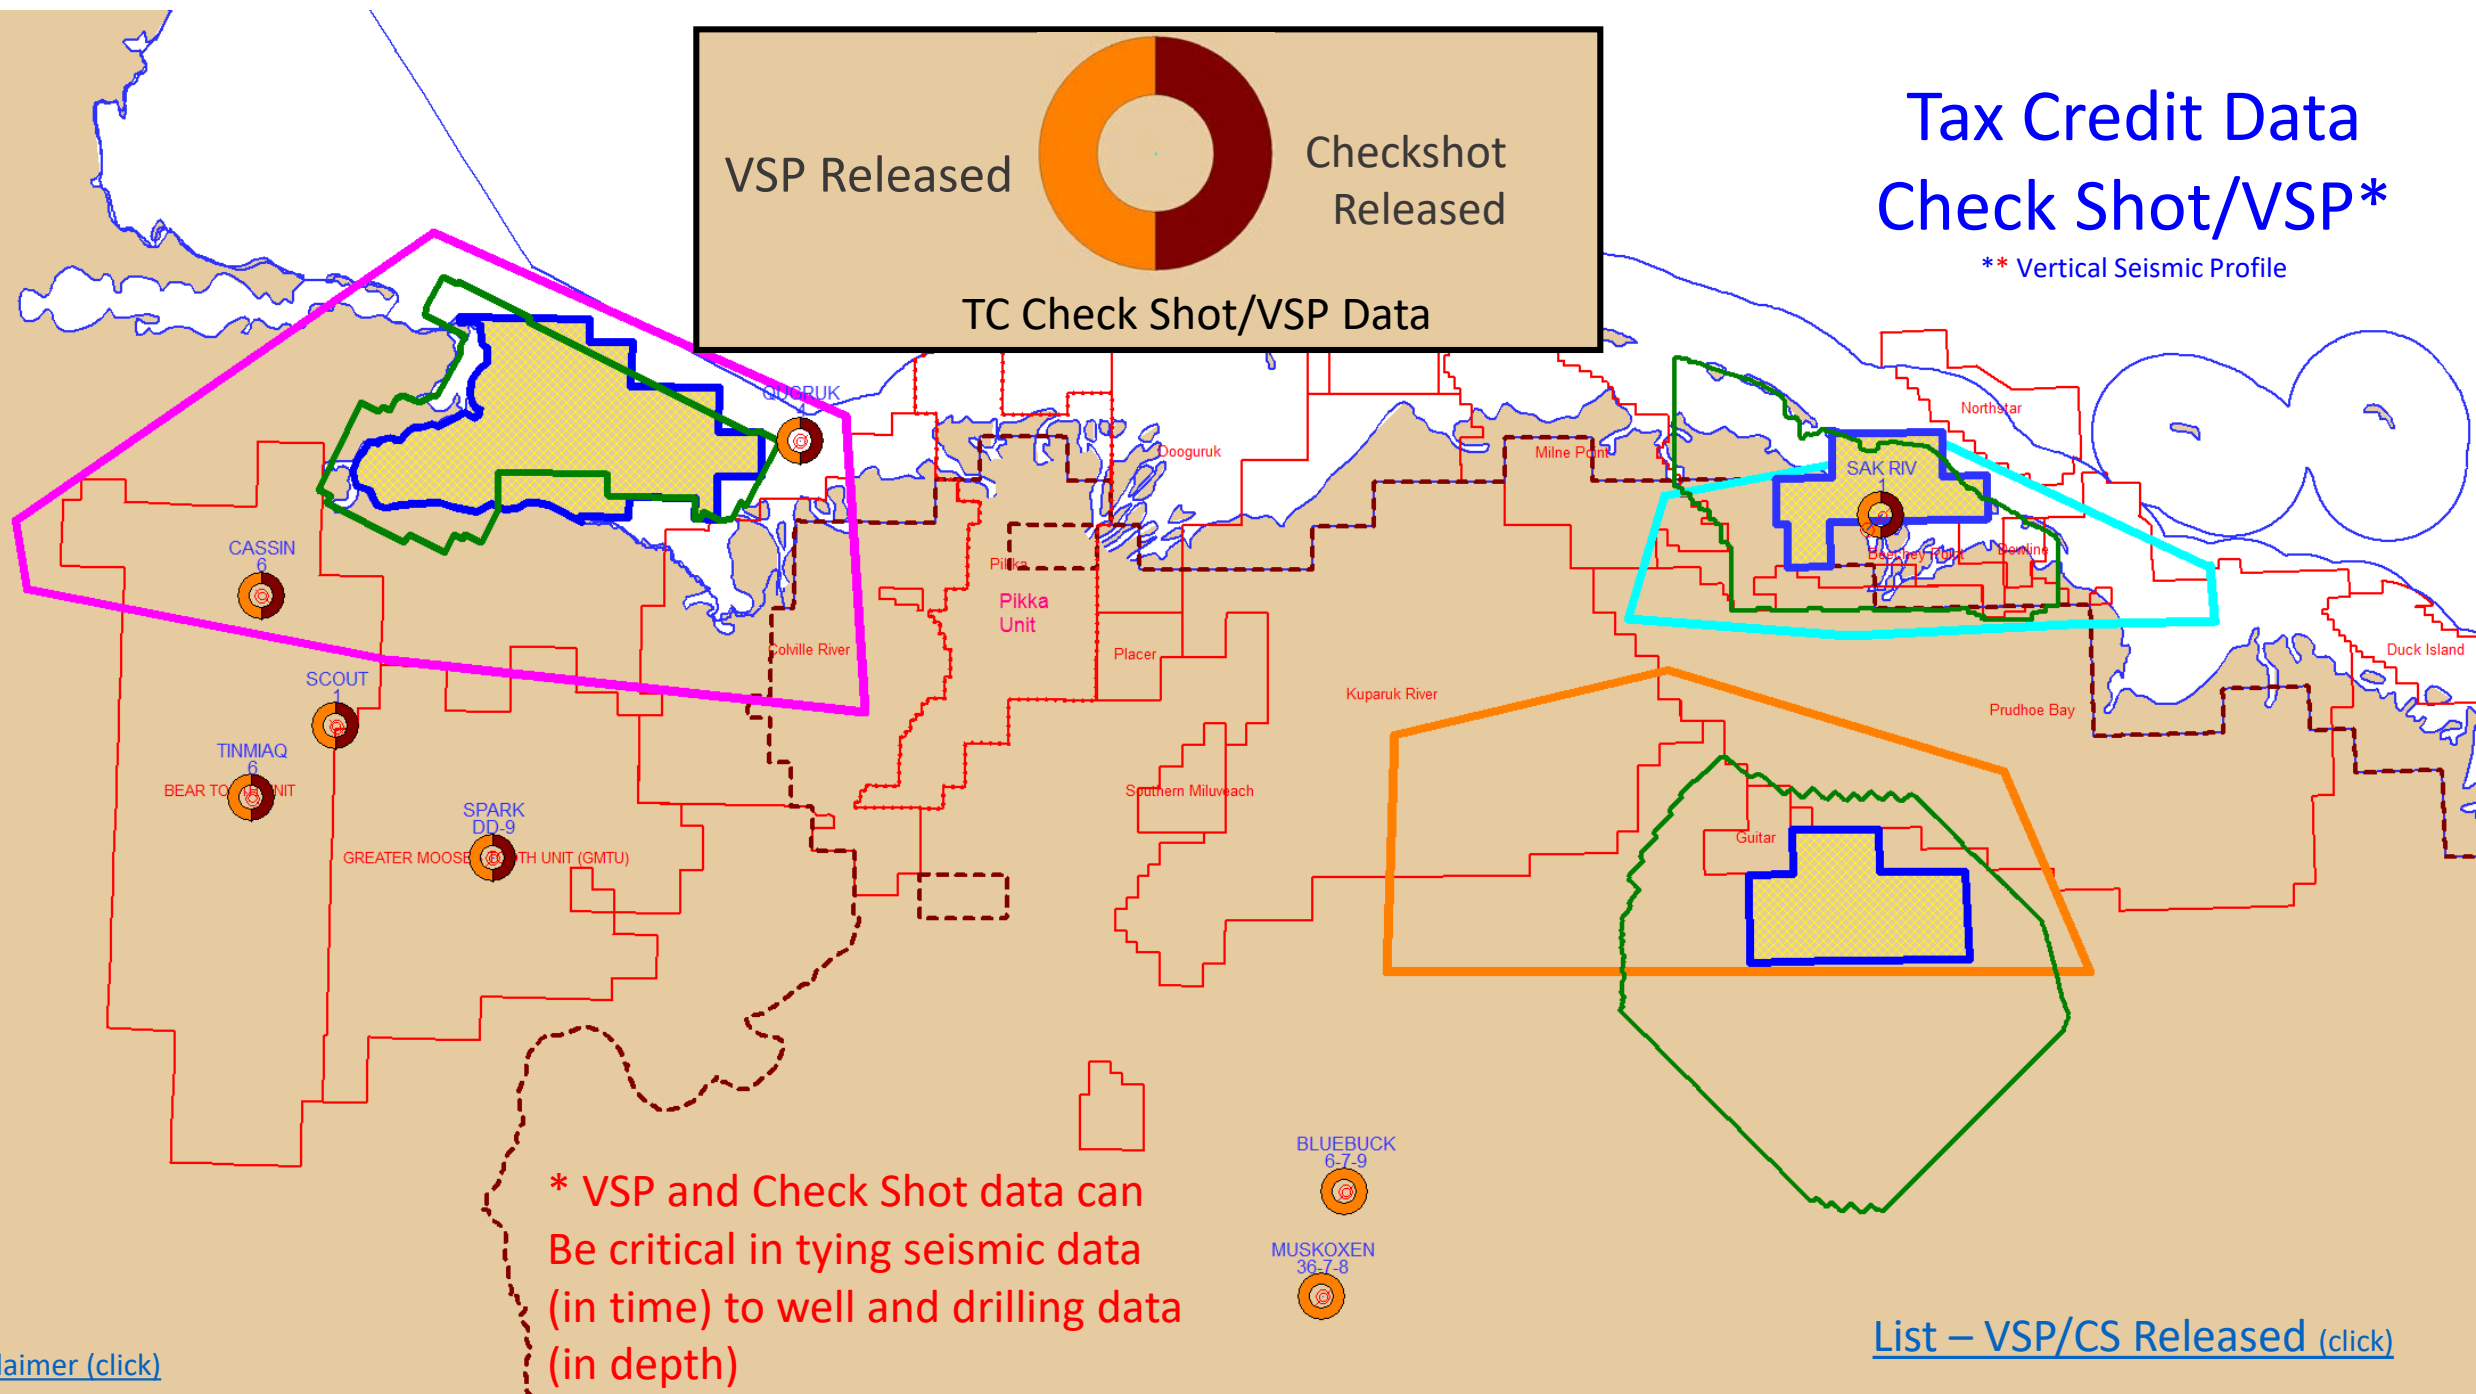 Tax Credit Data
Check Shot/VSP*
** Vertical Seismic Profile
VSP Released
Checkshot
Released
TC Check Shot/VSP Data
QUGRUK
4
Northstar
Oooguruk
Milne Point
SAK RIV
1
Beechey Point
Dewline
CASSIN
6
Pikka
Pikka
Unit
Colville River
Placer
Duck Island
SCOUT
1
Kuparuk River
Prudhoe Bay
TINMIAQ
6
BEAR TO NIT
Southern Miluveach
SPARK
DD-9
GREATER MOOSE TH UNIT (GMTU)
Guitar
BLUEBUCK
6-7-9
MUSKOXEN
36-7-8
* VSP and Check Shot data can
Be critical in tying seismic data
(in time) to well and drilling data
(in depth)
List – VSP/CS Released (click)
laimer (click)